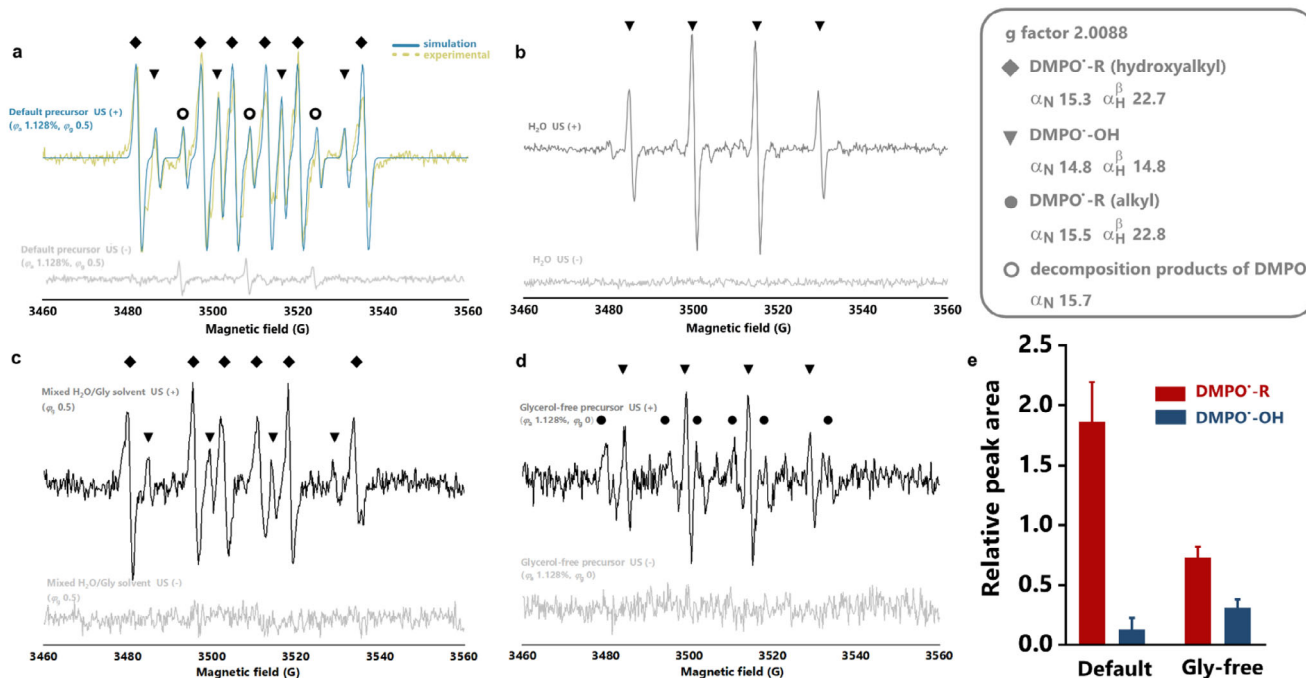 a
simulation
experimental
Default precursor US (+)
(φₐ 1.128%, φg 0.5)
Default precursor US (-)
(φₐ 1.128%, φg 0.5)
3460 3480 3500 3520 3540 3560
Magnetic field (G)
b
H₂O US (+)
H₂O US (-)
3460 3480 3500 3520 3540 3560
Magnetic field (G)
g factor 2.0088
DMPO·-R (hydroxyalkyl)
αN 15.3 αHβ 22.7
DMPO·-OH
αN 14.8 αHβ 14.8
DMPO·-R (alkyl)
αN 15.5 αHβ 22.8
decomposition products of DMPO
αN 15.7
c
Mixed H₂O/Gly solvent US (+)
(φg 0.5)
Mixed H₂O/Gly solvent US (-)
(φg 0.5)
3460 3480 3500 3520 3540 3560
Magnetic field (G)
d
Glycerol-free precursor US (+)
(φₐ 1.128%, φg 0)
Glycerol-free precursor US (-)
(φₐ 1.128%, φg 0)
3460 3480 3500 3520 3540 3560
Magnetic field (G)
e
Relative peak area
2.5
2.0
1.5
1.0
0.5
0.0
DMPO·-R
DMPO·-OH
Default Gly-free